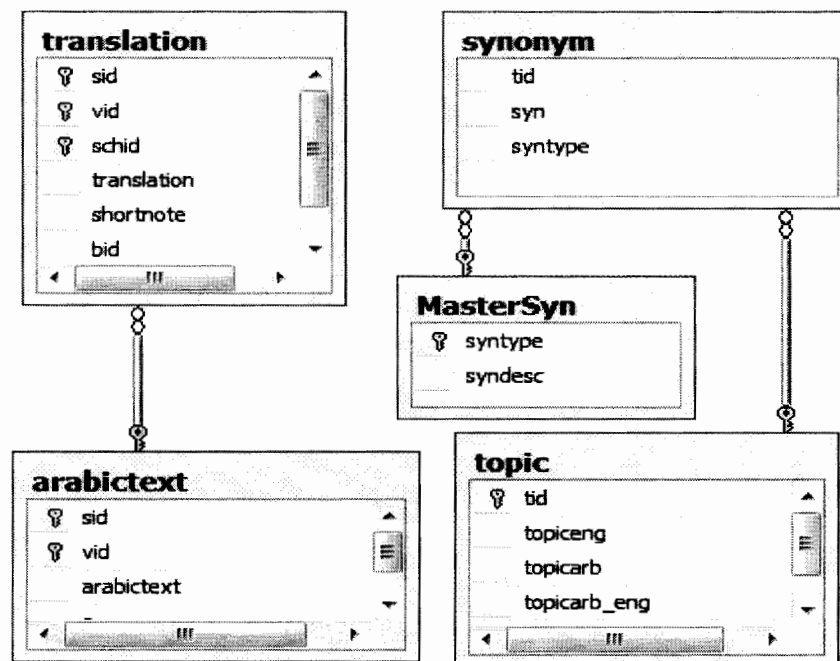 translation
sid
vid
schid
translation
shortnote
bid
synonym
tid
syn
syntype
MasterSyn
syntype
syndesc
arabictext
sid
vid
arabictext
topic
tid
topiceng
topicarb
topicarb_eng